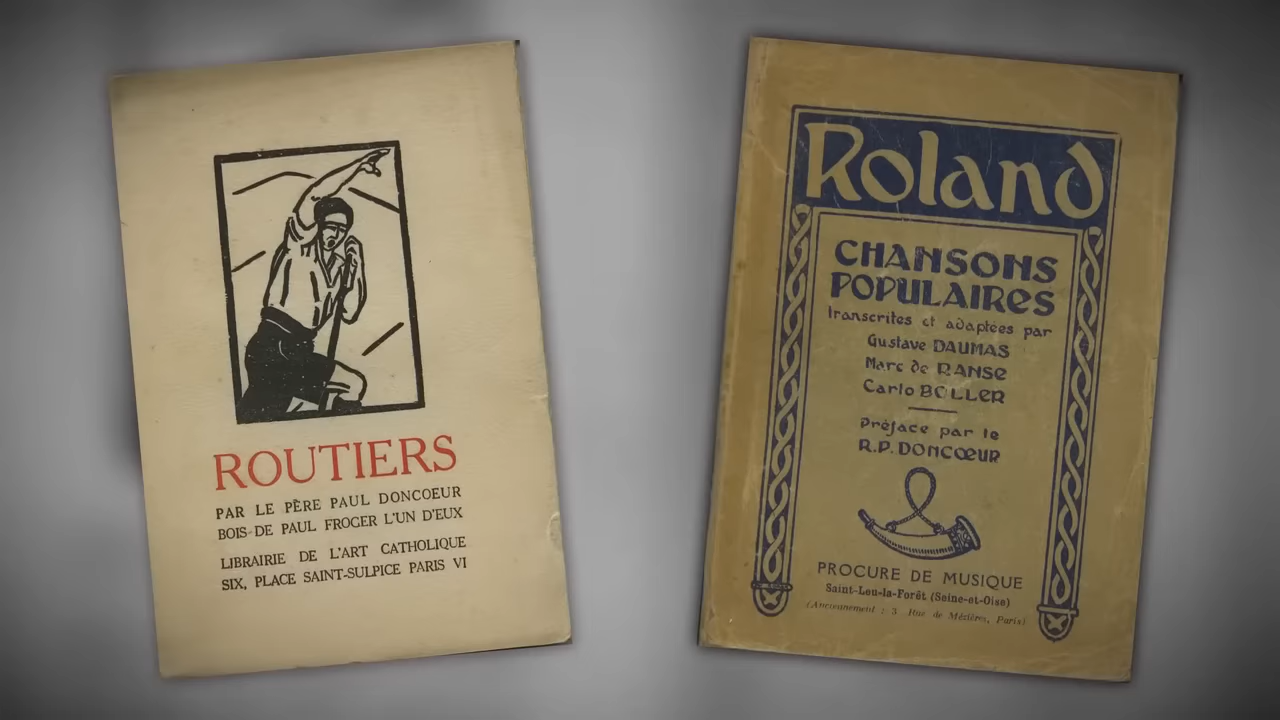 ROUTIERS
PAR LE PÈRE PAUL DONCOEUR
BOIS DE PAUL FROGER L'UN D'EUX
LIBRAIRIE DE L'ART CATHOLIQUE
SIX, PLACE SAINT-SULPICE PARIS VI
Roland
CHANSONS
POPULAIRES
transcrites et adaptées par
Gustave DAUMAS
Marc de RANSE
Carlo BOLLER
Préface par le
R.P. DONCŒUR
PROCURE DE MUSIQUE
Saint-Leu-la-Forêt (Seine-et-Oise)
(Anciennement : 3 Rue de Mézières, Paris)